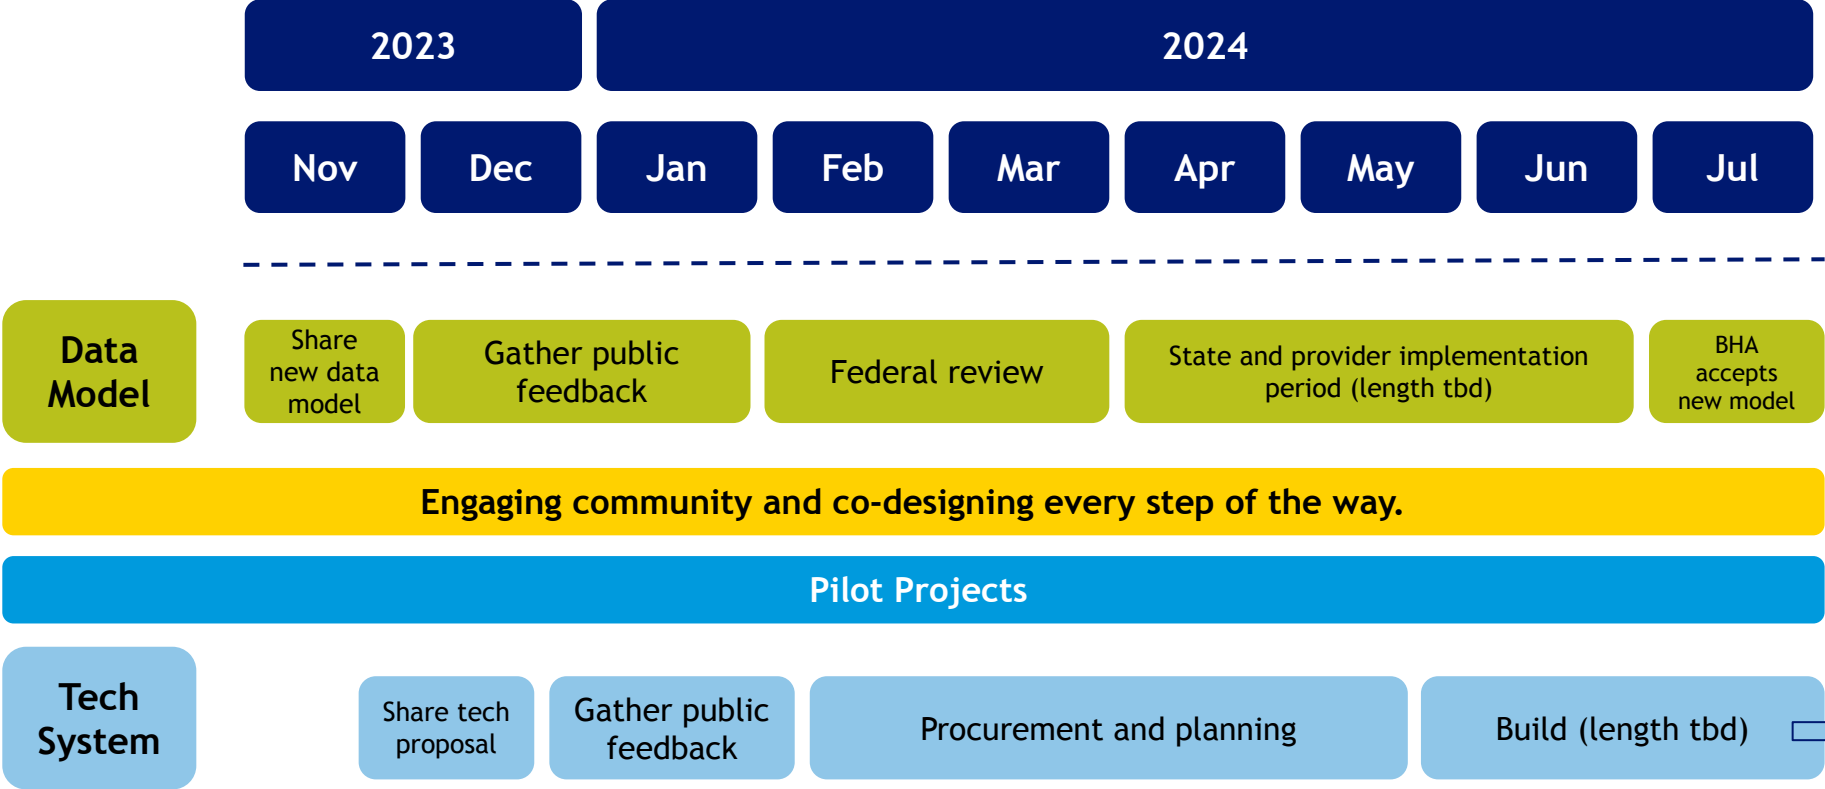 2023
2024
Nov
Dec
Jan
Feb
Mar
Apr
May
Jun
Jul
Data
Model
Share
new data
model
Gather public
feedback
Federal review
State and provider implementation
period (length tbd)
BHA
accepts
new model
Engaging community and co-designing every step of the way.
Pilot Projects
Tech
System
Share tech
proposal
Gather public
feedback
Procurement and planning
Build (length tbd)